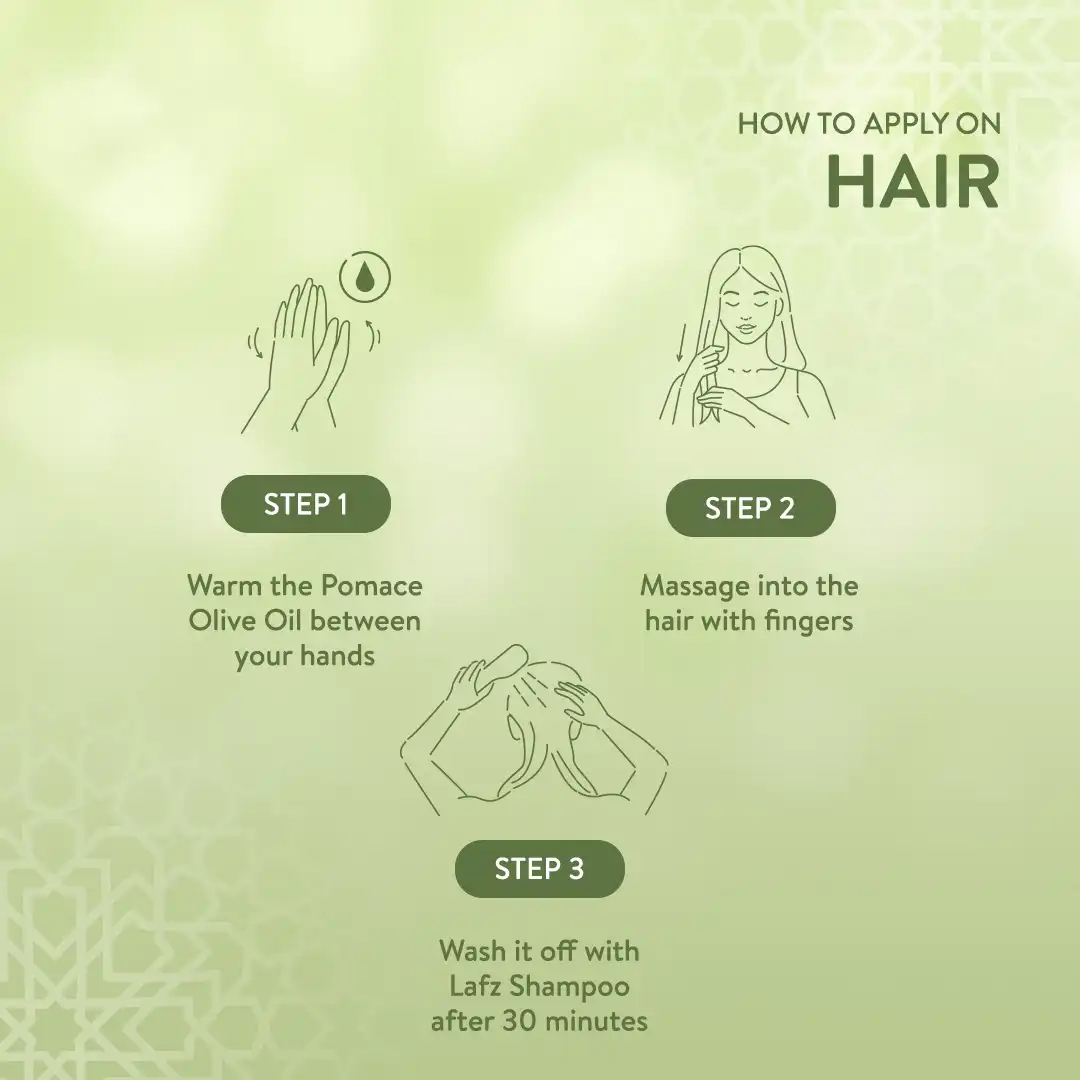 HOW TO APPLY ON
HAIR
STEP 1
Warm the Pomace
Olive Oil between
your hands
STEP 2
Massage into the
hair with fingers
STEP 3
Wash it off with
Lafz Shampoo
after 30 minutes